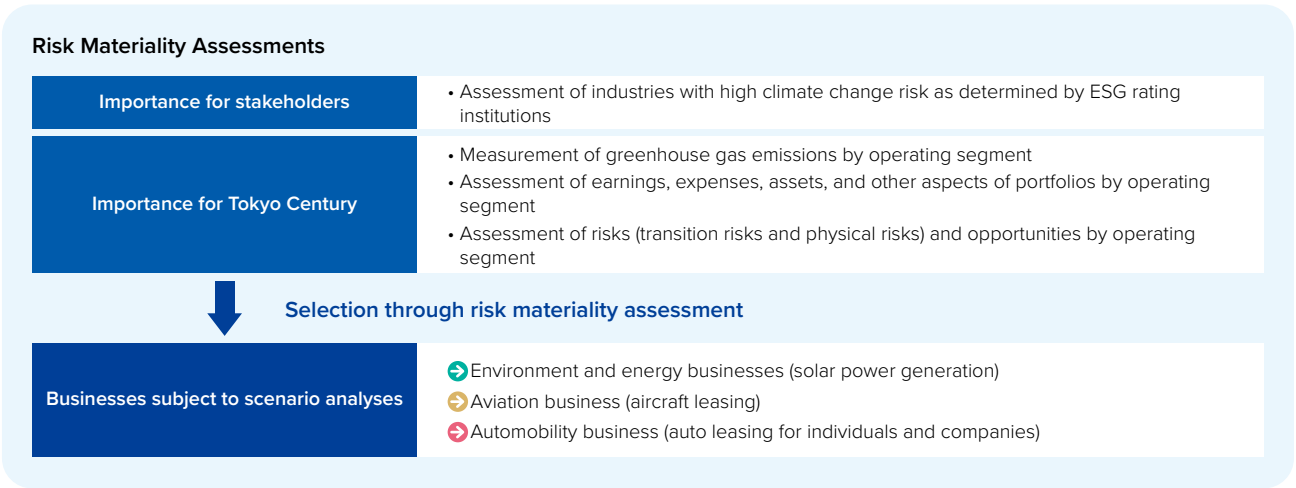 Risk Materiality Assessments
Importance for stakeholders
• Assessment of industries with high climate change risk as determined by ESG rating
institutions
Importance for Tokyo Century
• Measurement of greenhouse gas emissions by operating segment
• Assessment of earnings, expenses, assets, and other aspects of portfolios by operating
segment
• Assessment of risks (transition risks and physical risks) and opportunities by operating
segment
Selection through risk materiality assessment
Businesses subject to scenario analyses
Environment and energy businesses (solar power generation)
Aviation business (aircraft leasing)
Automobility business (auto leasing for individuals and companies)